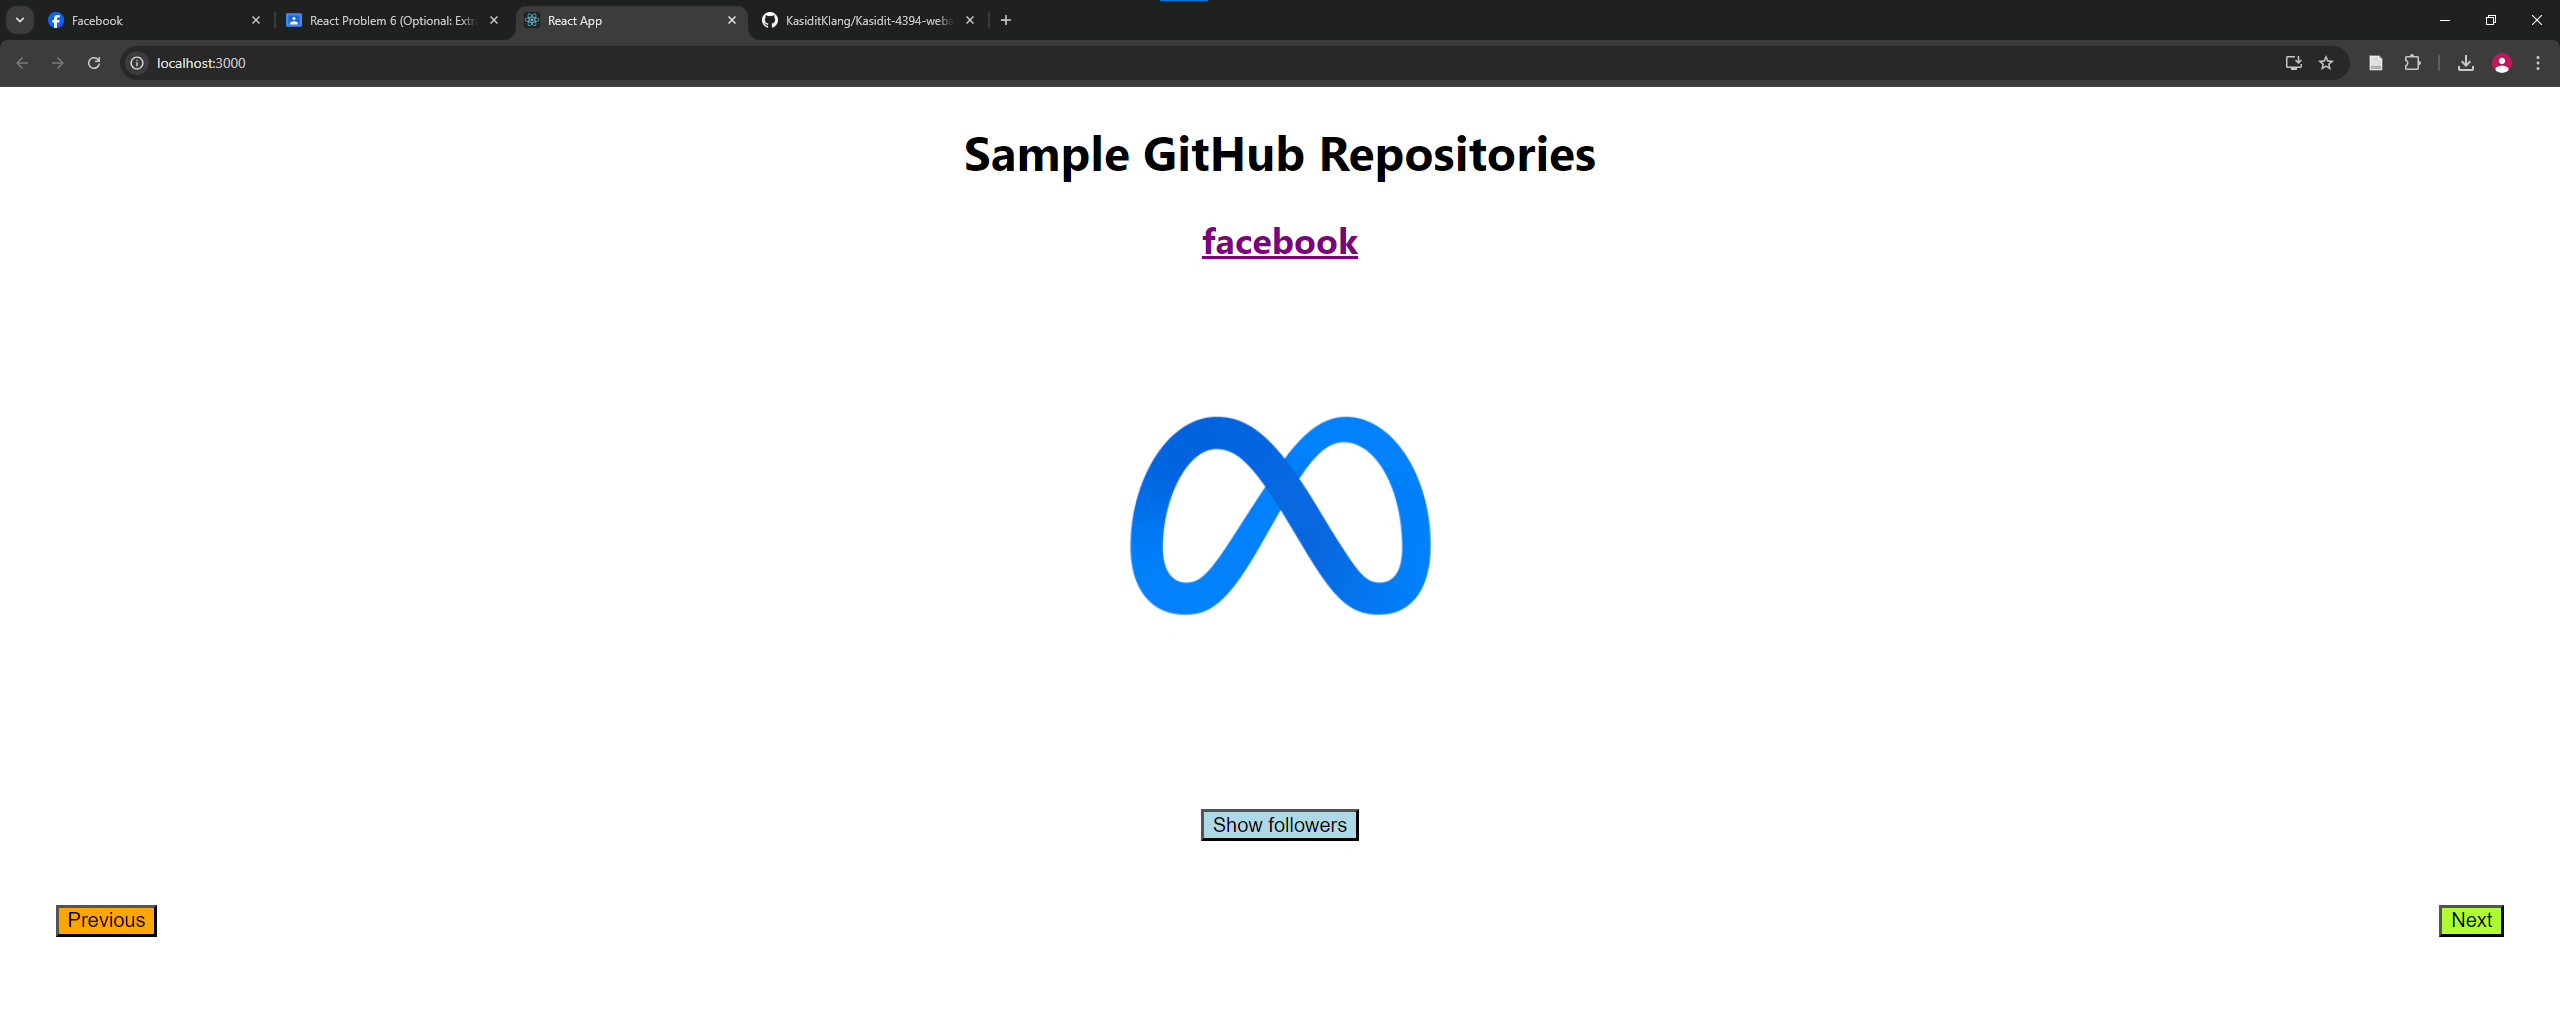 Facebook
React Problem 6 (Optional: Extr
React App
KasiditKlang/Kasidit-4394-weba
localhost:3000
Sample GitHub Repositories
facebook
Show followers
Previous
Next